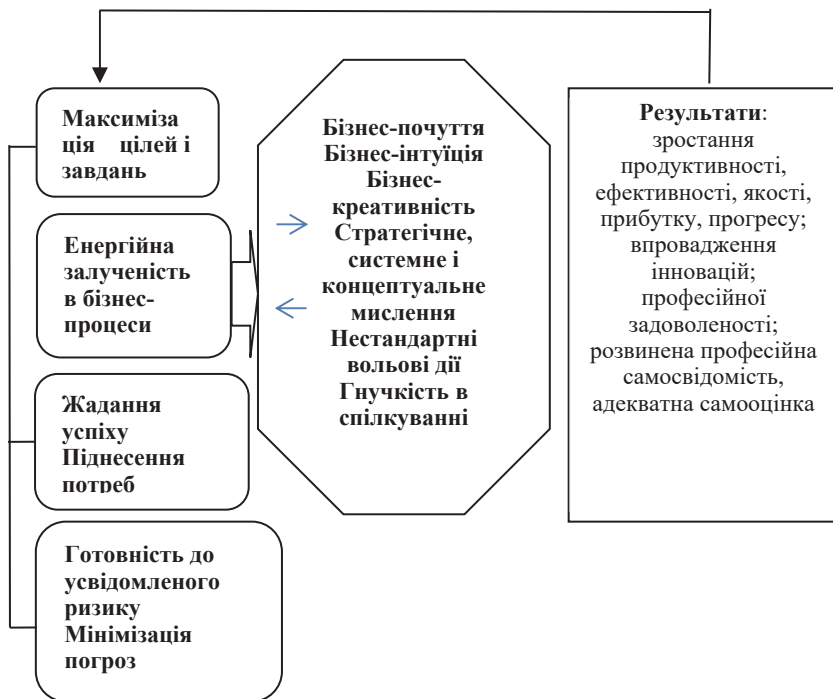 Максиміза
ція цілей і
завдань
Енергійна
залученість
в бізнес-
процеси
Жадання
успіху
Піднесення
потреб
Готовність до
усвідомленого
ризику
Мінімізація
погроз
Бізнес-почуття
Бізнес-інтуїція
Бізнес-
креативність
Стратегічне,
системне і
концептуальне
мислення
Нестандартні
вольові дії
Гнучкість в
спілкуванні
Результати:
зростання
продуктивності,
ефективності, якості,
прибутку, прогресу;
впровадження
інновацій;
професійної
задоволеності;
розвинена професійна
самосвідомість,
адекватна самооцінка